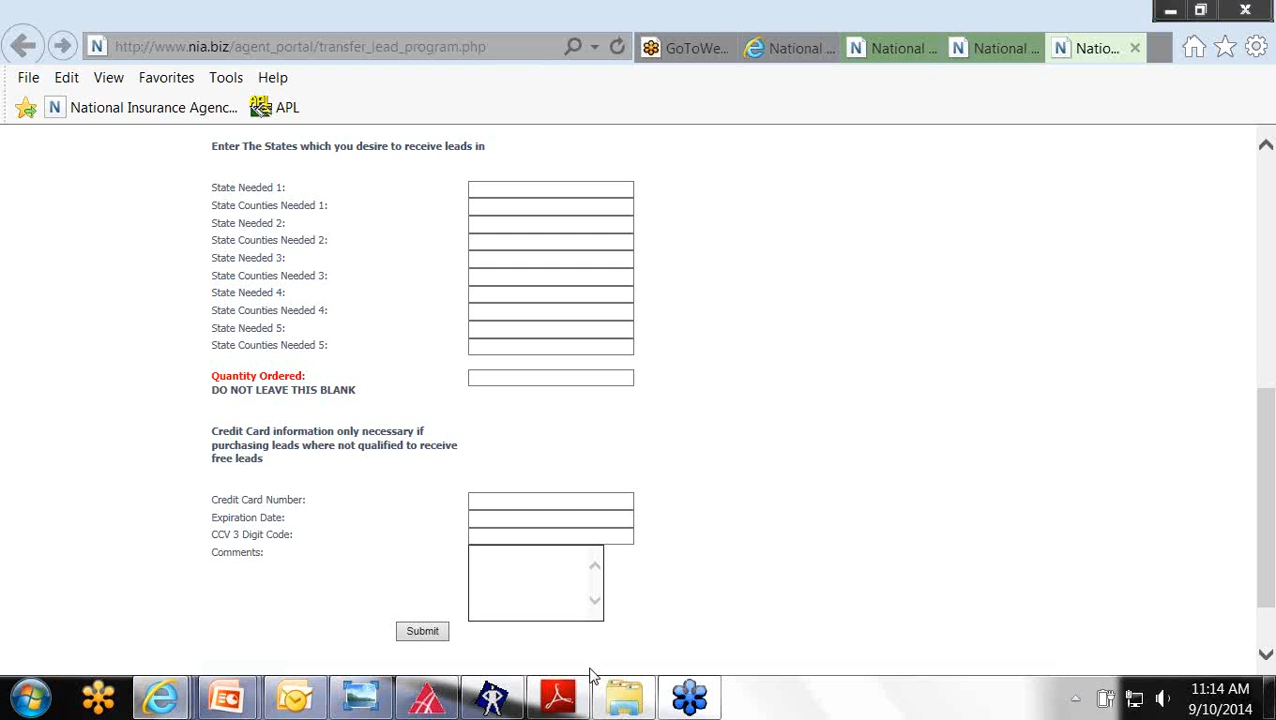 http://www.nia.biz/agent_portal/transfer_lead_program.php
GoToWe...
National ...
National ...
National ...
Natio...
File Edit View Favorites Tools Help
National Insurance Agenc... APL
Enter The States which you desire to receive leads in
State Needed 1:
State Counties Needed 1:
State Needed 2:
State Counties Needed 2:
State Needed 3:
State Counties Needed 3:
State Needed 4:
State Counties Needed 4:
State Needed 5:
State Counties Needed 5:
Quantity Ordered:
DO NOT LEAVE THIS BLANK
Credit Card information only necessary if
purchasing leads where not qualified to receive
free leads
Credit Card Number:
Expiration Date:
CCV 3 Digit Code:
Comments:
Submit
11:14 AM
9/10/2014